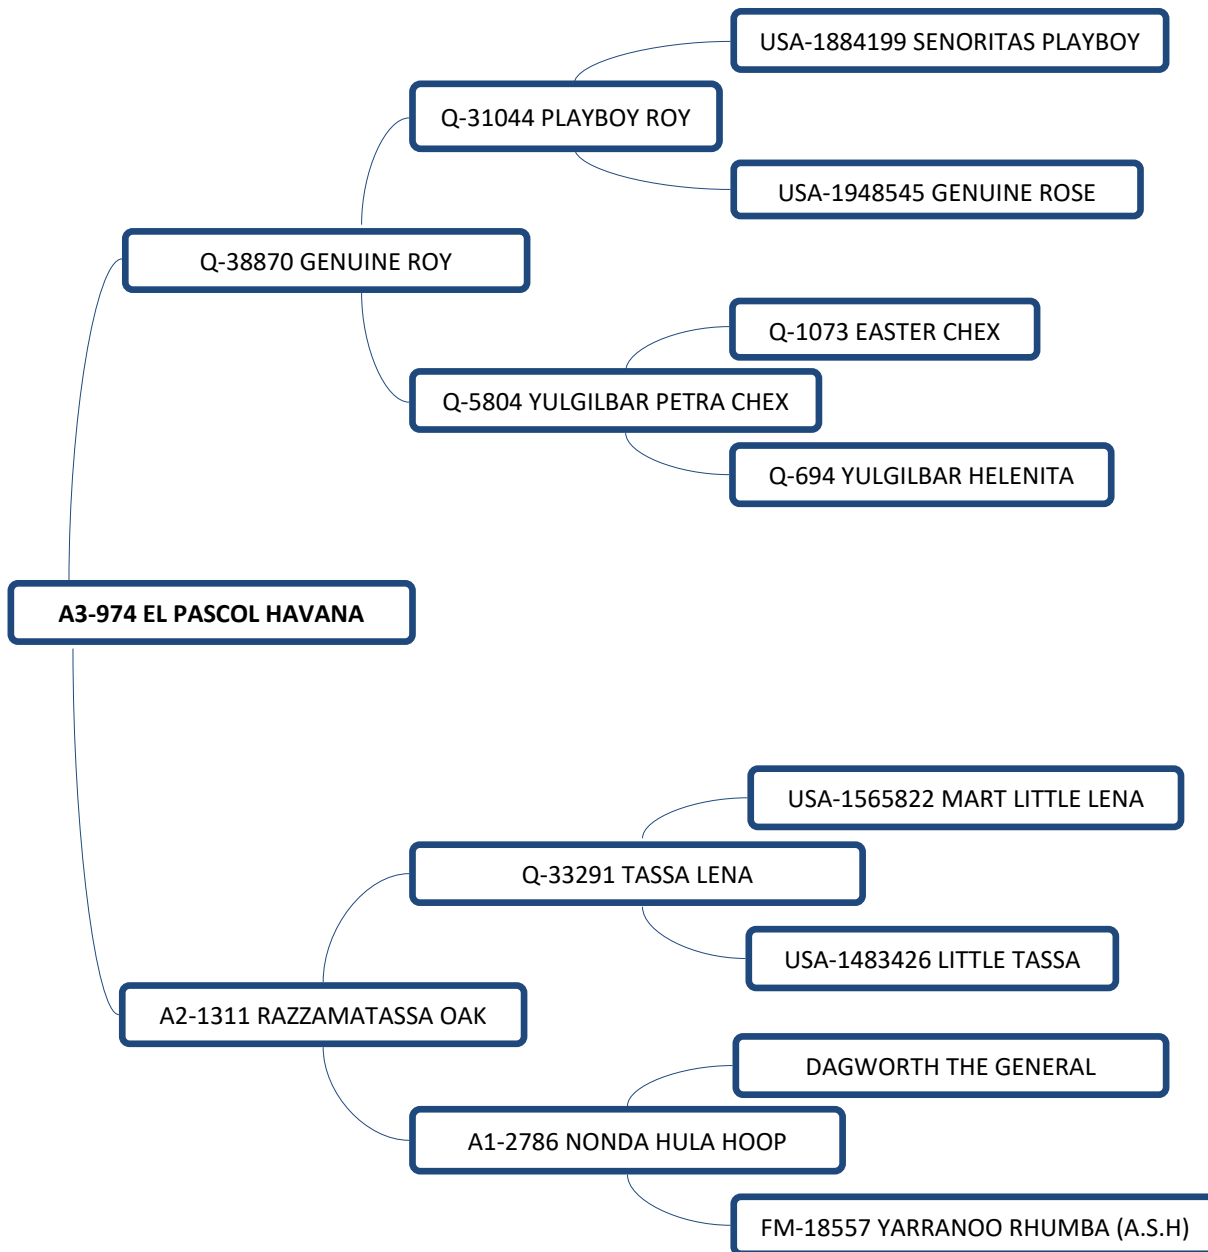 USA-1884199 SENORITAS PLAYBOY
Q-31044 PLAYBOY ROY
USA-1948545 GENUINE ROSE
Q-38870 GENUINE ROY
Q-1073 EASTER CHEX
Q-5804 YULGILBAR PETRA CHEX
Q-694 YULGILBAR HELENITA
A3-974 EL PASCOL HAVANA
USA-1565822 MART LITTLE LENA
Q-33291 TASSA LENA
USA-1483426 LITTLE TASSA
A2-1311 RAZZAMATASSA OAK
DAGWORTH THE GENERAL
A1-2786 NONDA HULA HOOP
FM-18557 YARRANOO RHUMBA (A.S.H)